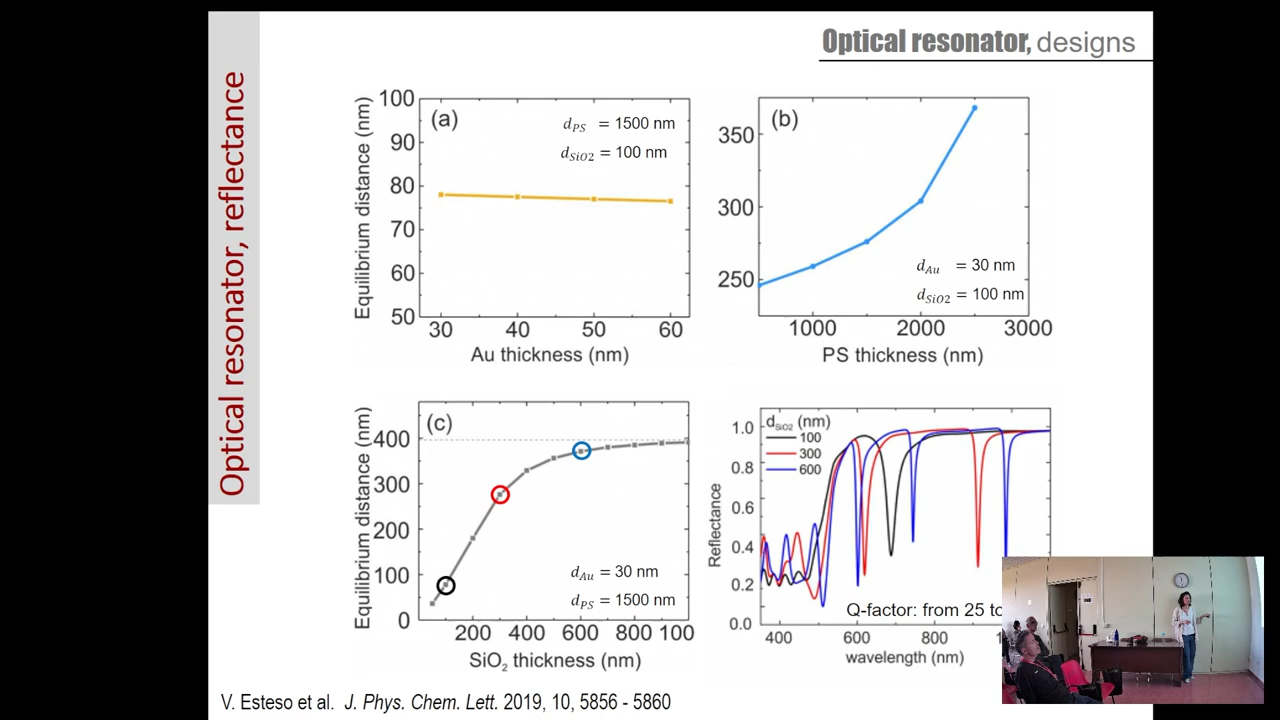 Optical resonator, designs
Optical resonator, reflectance
(a)
d_PS = 1500 nm
d_SiO2 = 100 nm
Equilibrium distance (nm)
100
90
80
70
60
50
30 40 50 60
Au thickness (nm)
(b)
350
300
250
d_Au = 30 nm
d_SiO2 = 100 nm
1000 2000 3000
PS thickness (nm)
(c)
Equilibrium distance (nm)
400
300
200
100
0
d_Au = 30 nm
d_PS = 1500 nm
200 400 600 800 100
SiO₂ thickness (nm)
d_SiO2 (nm)
100
300
600
Reflectance
1.0
0.8
0.6
0.4
0.2
0.0
Q-factor: from 25 to
400 600 800
wavelength (nm)
V. Esteso et al. J. Phys. Chem. Lett. 2019, 10, 5856 - 5860